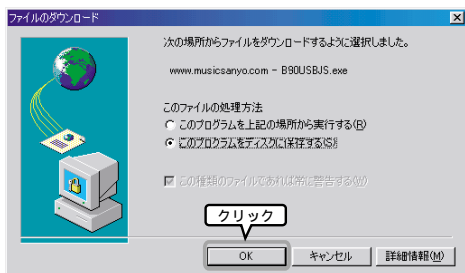 ファイルのダウンロード
次の場所からファイルをダウンロードするように選択しました。
www.musicsanyo.com - B90USBJS.exe
このファイルの処理方法
このプログラムを上記の場所から実行する(R)
このプログラムをディスクに保存する(S)
この種類のファイルであれば常に警告する(W)
クリック
OK キャンセル 詳細情報(M)